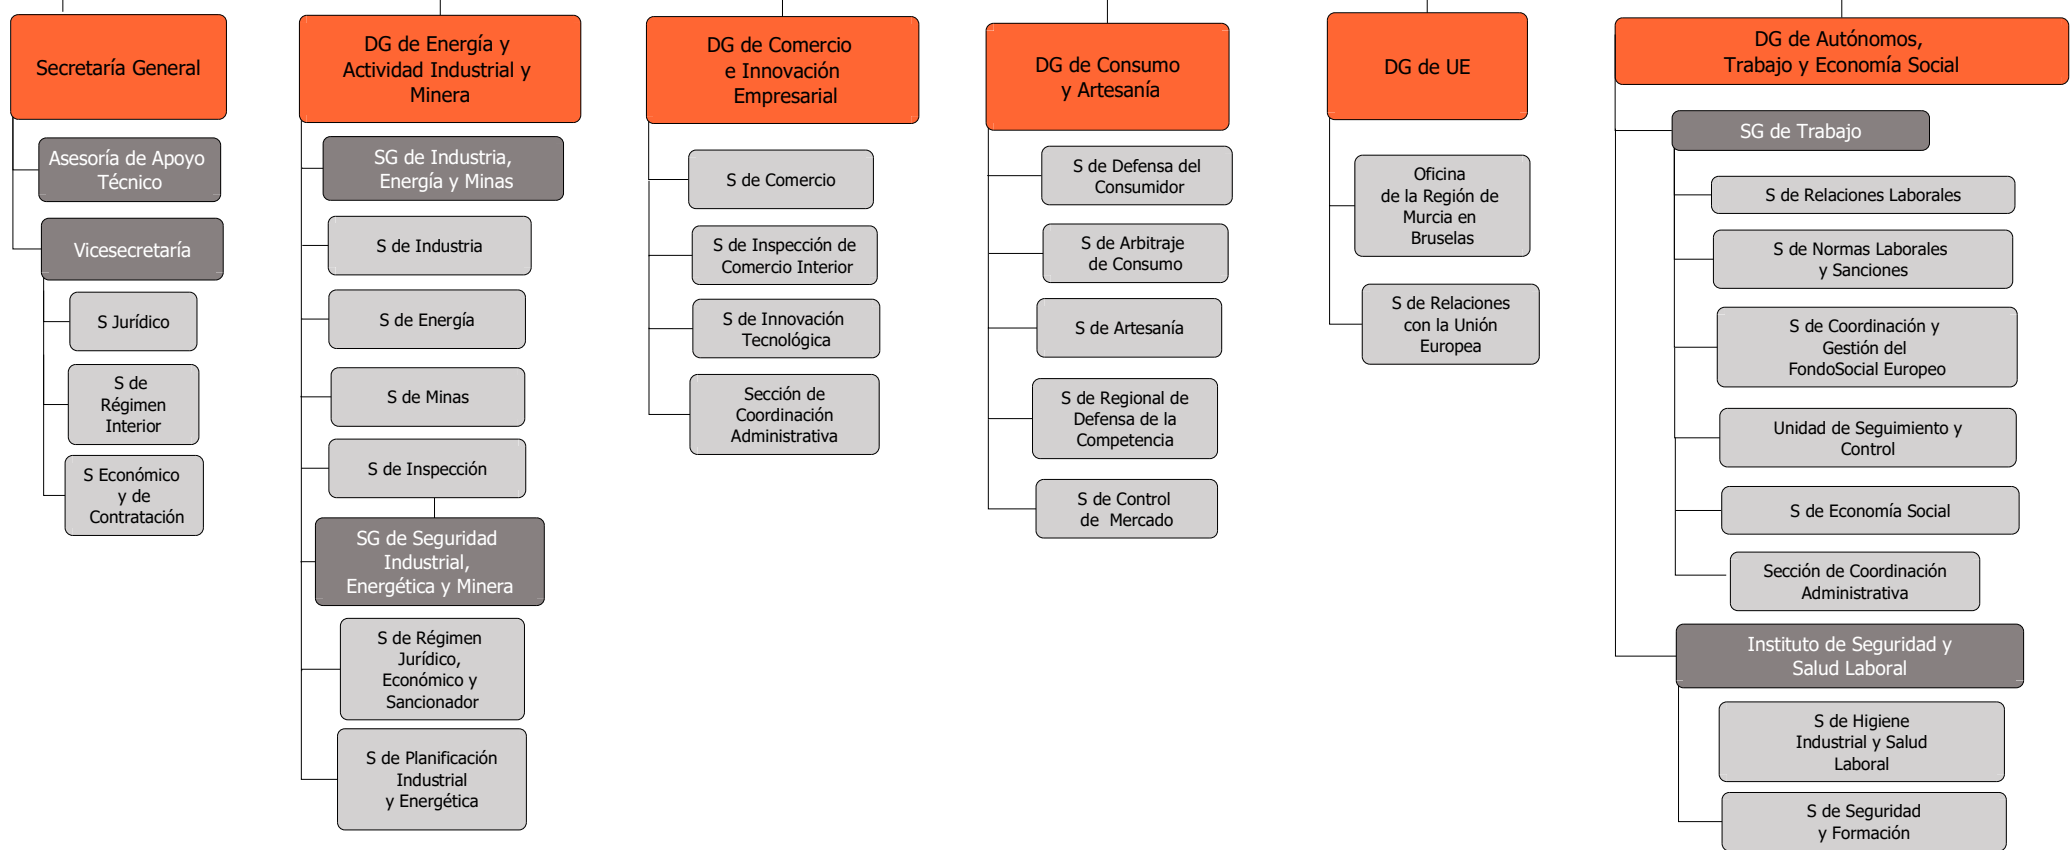 Secretaría General
Asesoría de Apoyo
Técnico
Vicesecretaría
S Jurídico
S de
Régimen
Interior
S Económico
y de
Contratación
DG de Energía y
Actividad Industrial y
Minera
SG de Industria,
Energía y Minas
S de Industria
S de Energía
S de Minas
S de Inspección
SG de Seguridad
Industrial,
Energética y Minera
S de Régimen
Jurídico,
Económico y
Sancionador
S de Planificación
Industrial
y Energética
DG de Comercio
e Innovación
Empresarial
S de Comercio
S de Inspección de
Comercio Interior
S de Innovación
Tecnológica
Sección de
Coordinación
Administrativa
DG de Consumo
y Artesanía
S de Defensa del
Consumidor
S de Arbitraje
de Consumo
S de Artesanía
S de Regional de
Defensa de la
Competencia
S de Control
de Mercado
DG de UE
Oficina
de la Región de
Murcia en
Bruselas
S de Relaciones
con la Unión
Europea
DG de Autónomos,
Trabajo y Economía Social
SG de Trabajo
S de Relaciones Laborales
S de Normas Laborales
y Sanciones
S de Coordinación y
Gestión del
FondoSocial Europeo
Unidad de Seguimiento y
Control
S de Economía Social
Sección de Coordinación
Administrativa
Instituto de Seguridad y
Salud Laboral
S de Higiene
Industrial y Salud
Laboral
S de Seguridad
y Formación